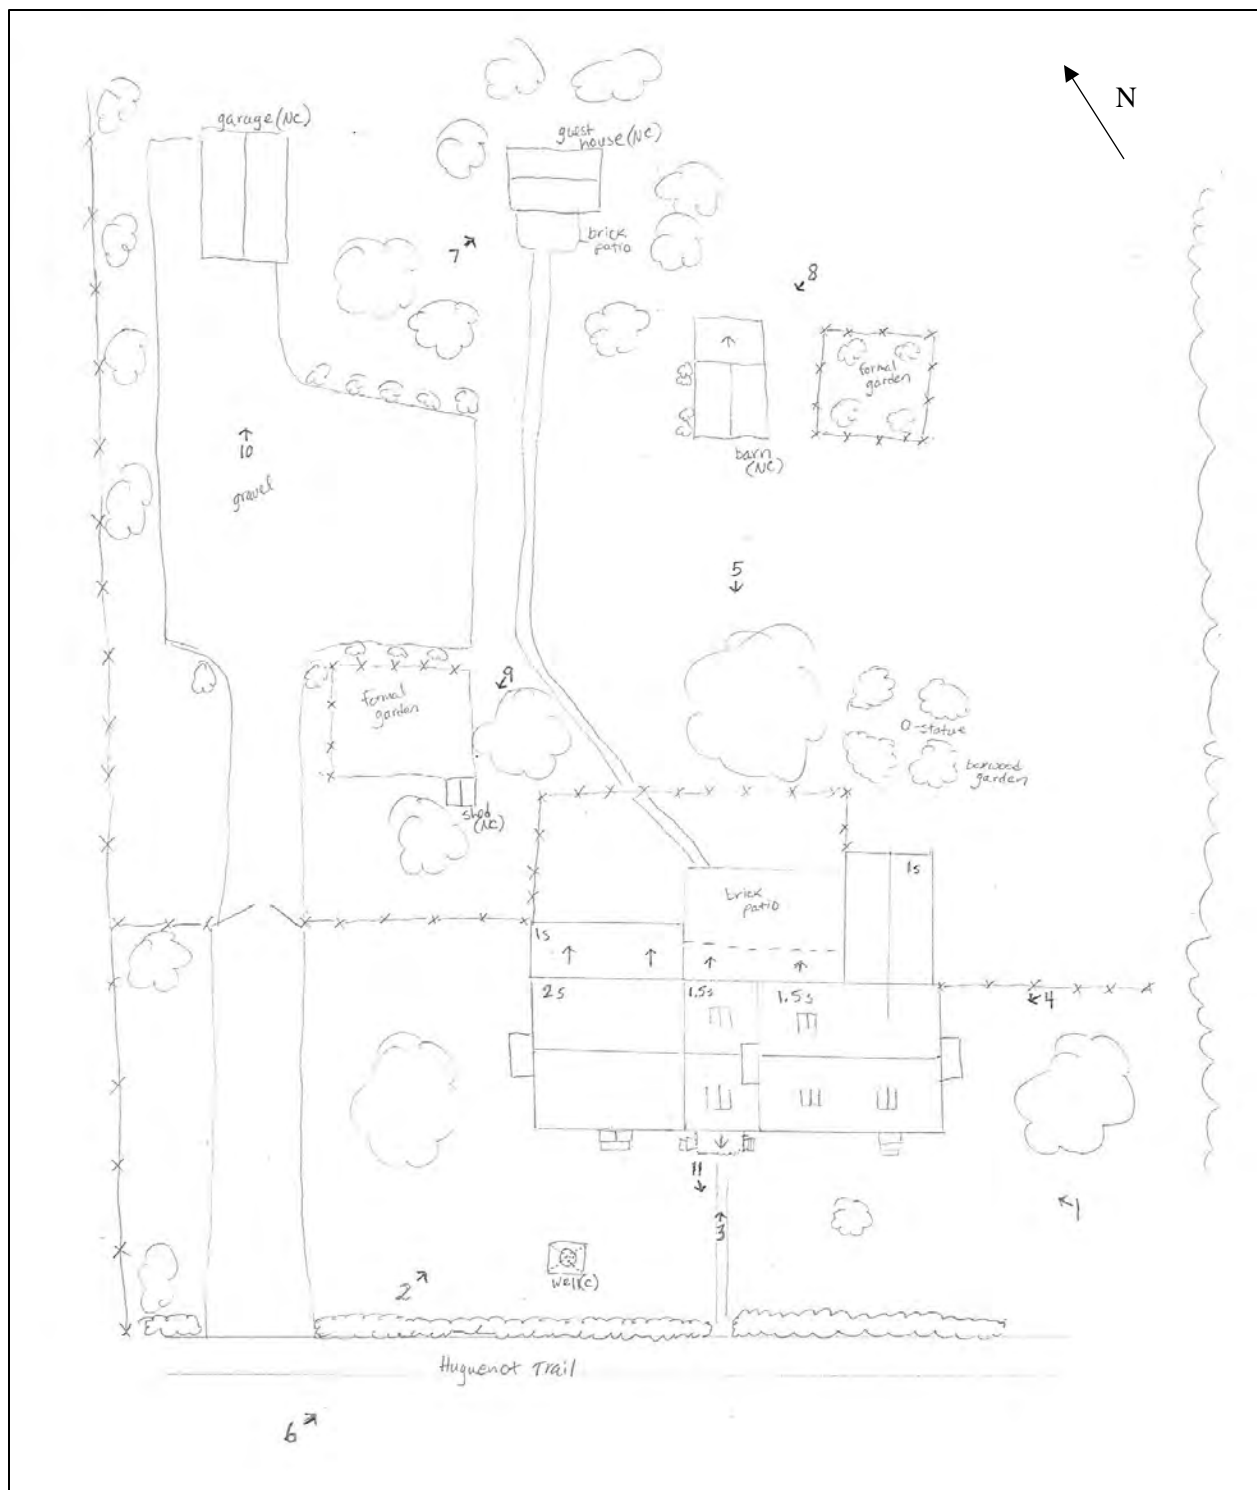 N
garage (NC)
guest
house (NC)
brick
patio
7
8
formal
garden
barn
(NC)
10
gravel
5
9
formal
garden
O-statue
boxwood
garden
shed
(NC)
brick
patio
1s
1s
2s
1.5s
1.5s
4
11
3
1
2
well(c)
Huguenot Trail
6